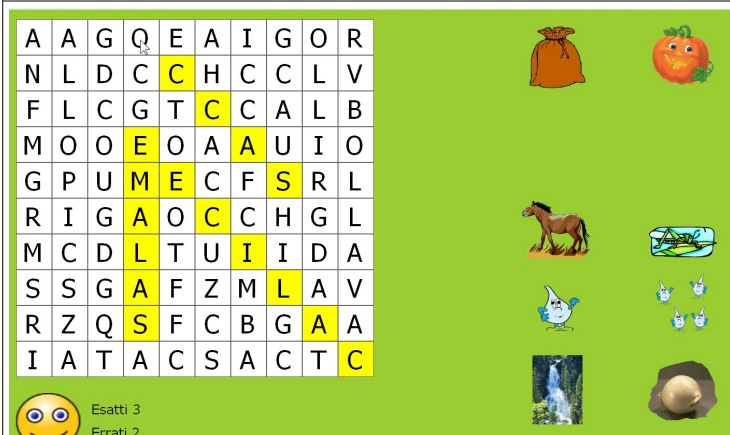 A A G O E A I G O R
N L D C C H C C L V
F L C G T C C A L B
M O O E O A A U I O
G P U M E C F S R L
R I G A O C C H G L
M C D L T U I I D A
S S G A F Z M L A V
R Z Q S F C B G A A
I A T A C S A C T C
Esatti 3
Errati 2